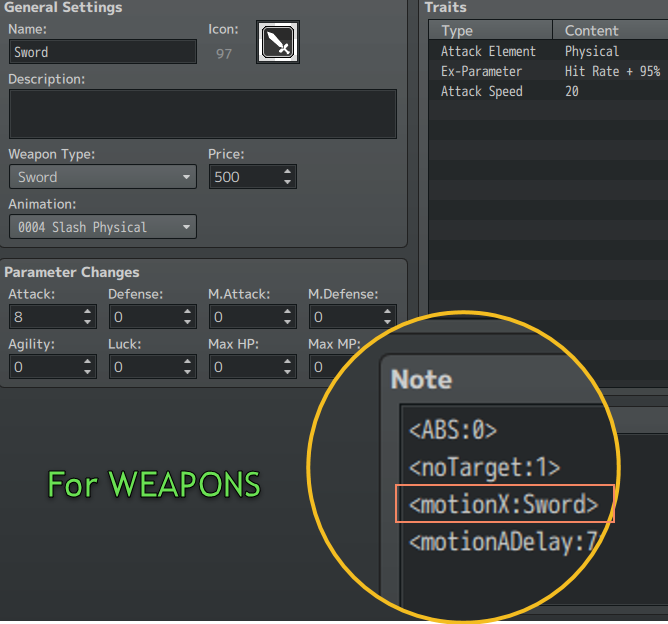 General Settings
Name:
Icon:
Sword
97
Description:
Weapon Type:
Price:
Sword
500
Animation:
0004 Slash Physical
Parameter Changes
Attack:
Defense:
M.Attack:
M.Defense:
8
0
0
0
Agility:
Luck:
Max HP:
Max MP:
0
0
0
0
Traits
Type
Content
Attack Element
Physical
Ex-Parameter
Hit Rate + 95%
Attack Speed
20
For WEAPONS
Note
<ABS:0>
<noTarget:1>
<motionX:Sword>
<motionADelay:7